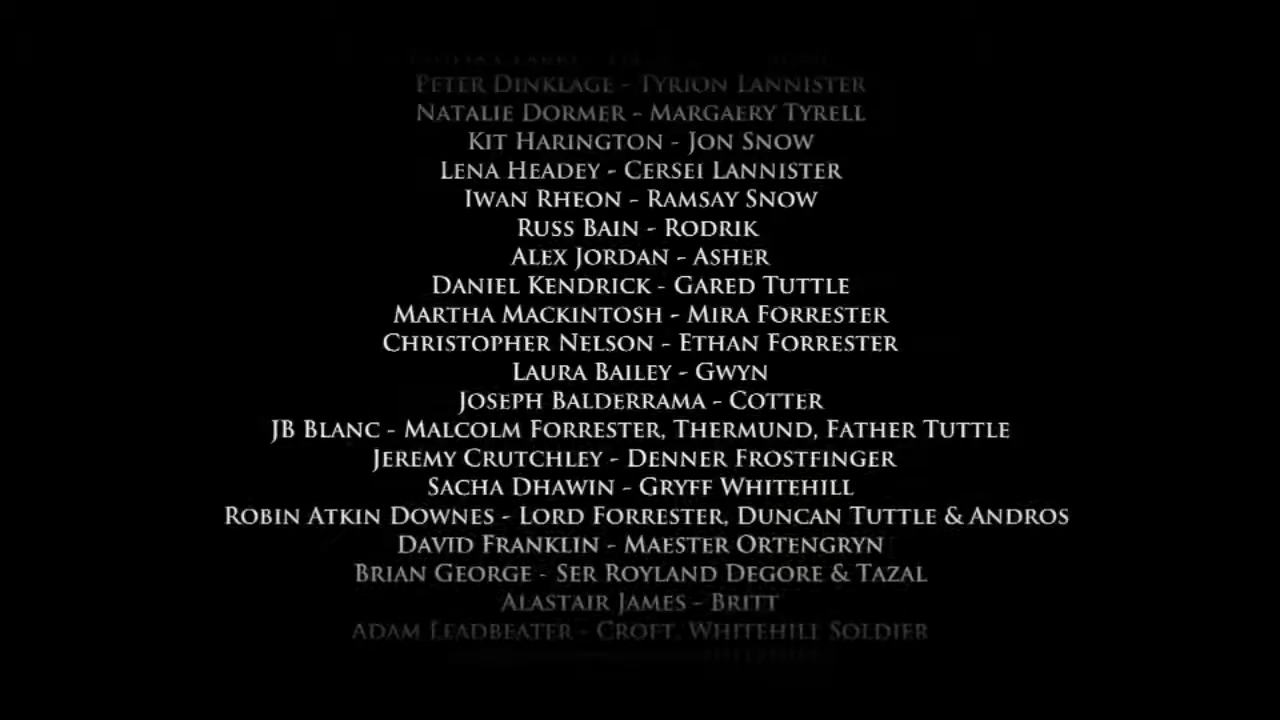 Peter Dinklage - Tyrion Lannister
Natalie Dormer - Margaery Tyrell
Kit Harington - Jon Snow
Lena Headey - Cersei Lannister
Iwan Rheon - Ramsay Snow
Russ Bain - Rodrik
Alex Jordan - Asher
Daniel Kendrick - Gared Tuttle
Martha Mackintosh - Mira Forrester
Christopher Nelson - Ethan Forrester
Laura Bailey - Gwyn
Joseph Balderrama - Cotter
JB Blanc - Malcolm Forrester, Thermund, Father Tuttle
Jeremy Crutchley - Denner Frostfinger
Sacha Dhawin - Gryff Whitehill
Robin Atkin Downes - Lord Forrester, Duncan Tuttle & Andros
David Franklin - Maester Ortengryn
Brian George - Ser Royland Degore & Tazal
Alastair James - Britt
Adam Leadbeater - Croft, Whitehill Soldier